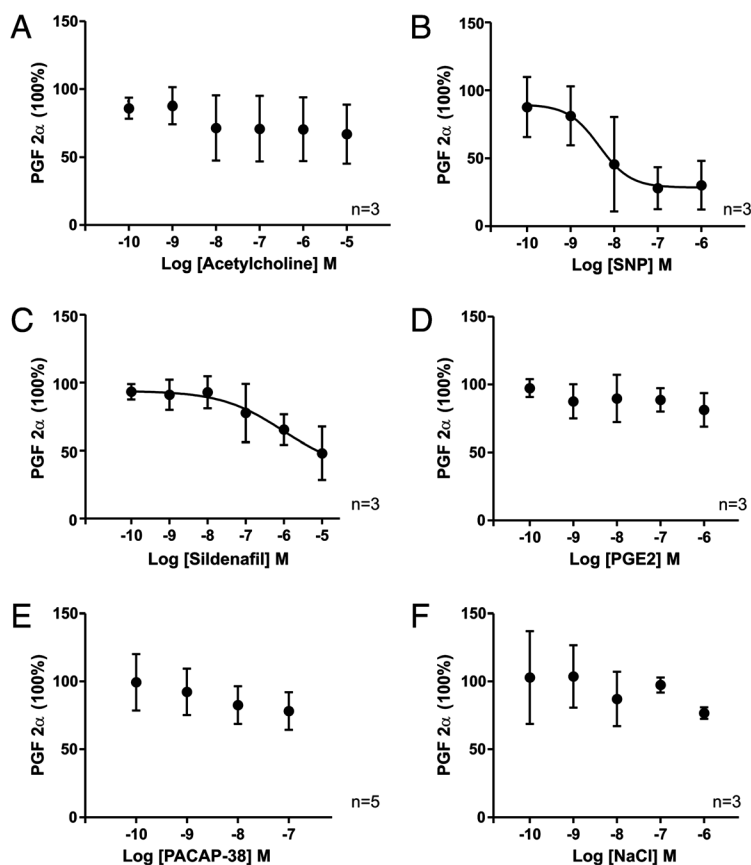 A
PGF 2α (100%)
150
100
50
0
-10 -9 -8 -7 -6 -5
Log [Acetylcholine] M
n=3
B
PGF 2α (100%)
150
100
50
0
-10 -9 -8 -7 -6
Log [SNP] M
n=3
C
PGF 2α (100%)
150
100
50
0
-10 -9 -8 -7 -6 -5
Log [Sildenafil] M
n=3
D
PGF 2α (100%)
150
100
50
0
-10 -9 -8 -7 -6
Log [PGE2] M
n=3
E
PGF 2α (100%)
150
100
50
0
-10 -9 -8 -7
Log [PACAP-38] M
n=5
F
PGF 2α (100%)
150
100
50
0
-10 -9 -8 -7 -6
Log [NaCl] M
n=3